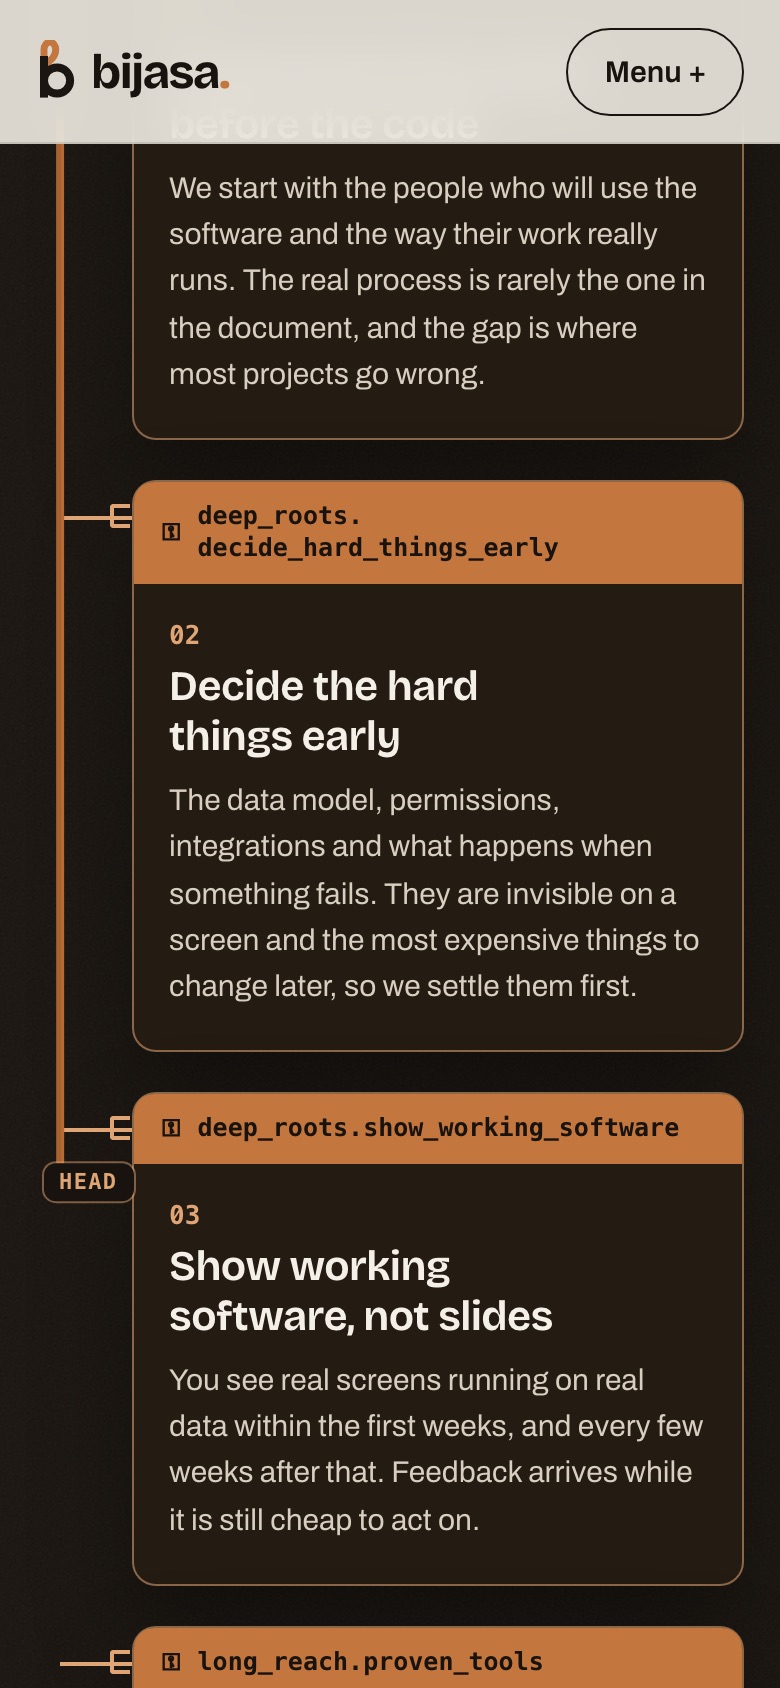 bijasa.
Menu +
before the code
We start with the people who will use the
software and the way their work really
runs. The real process is rarely the one in
the document, and the gap is where
most projects go wrong.
deep_roots.
decide_hard_things_early
02
Decide the hard
things early
The data model, permissions,
integrations and what happens when
something fails. They are invisible on a
screen and the most expensive things to
change later, so we settle them first.
deep_roots.show_working_software
HEAD
03
Show working
software, not slides
You see real screens running on real
data within the first weeks, and every few
weeks after that. Feedback arrives while
it is still cheap to act on.
long_reach.proven_tools